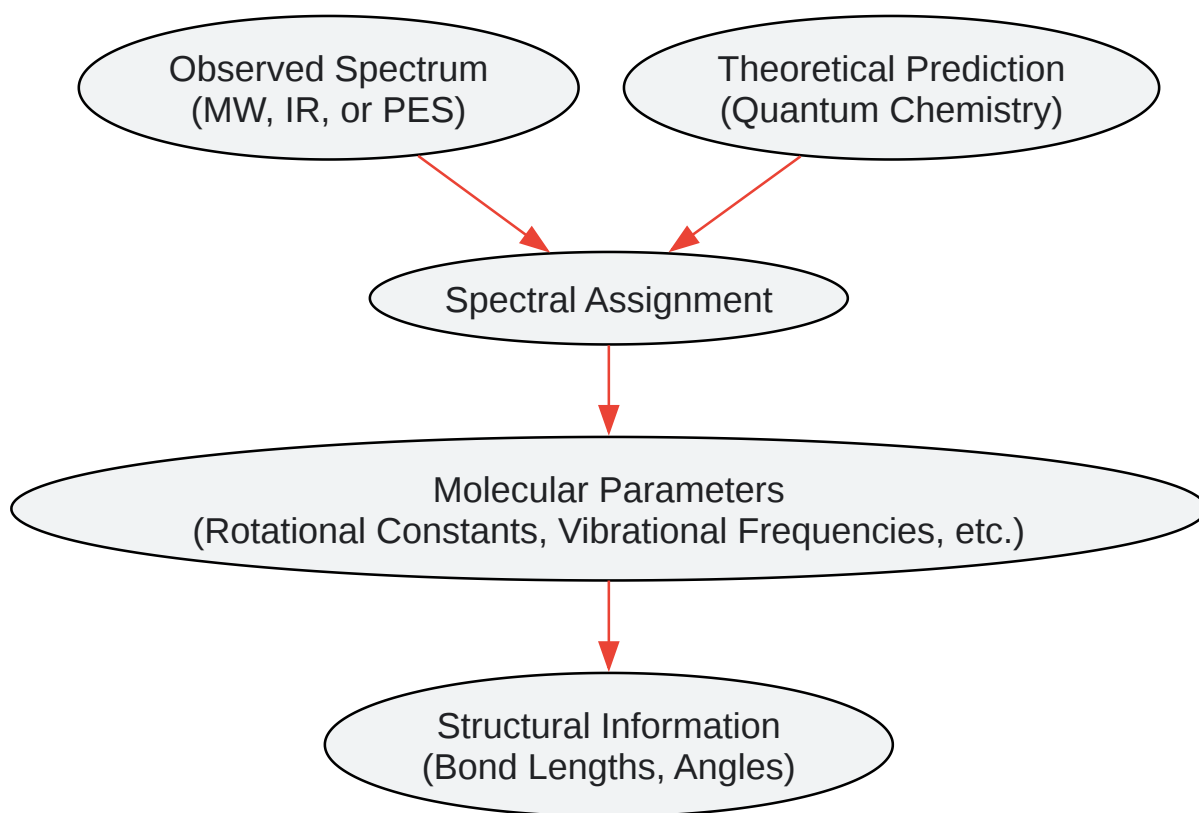 Observed Spectrum
(MW, IR, or PES)
Theoretical Prediction
(Quantum Chemistry)
Spectral Assignment
Molecular Parameters
(Rotational Constants, Vibrational Frequencies, etc.)
Structural Information
(Bond Lengths, Angles)